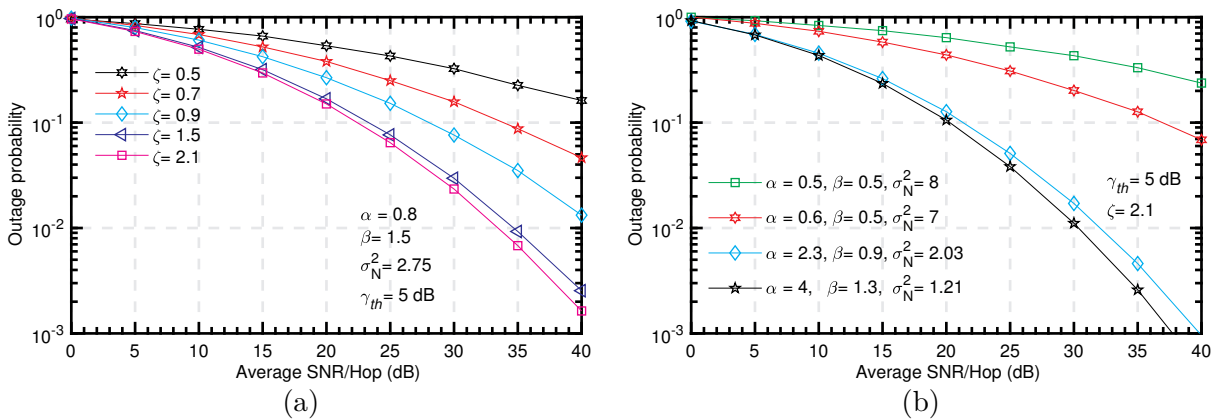 10^0
10^-1
10^-2
10^-3
0 5 10 15 20 25 30 35 40
Average SNR/Hop (dB)
Outage probability
ζ= 0.5
ζ= 0.7
ζ= 0.9
ζ= 1.5
ζ= 2.1
α = 0.8
β= 1.5
σ_N^2= 2.75
γ_th= 5 dB
(a)
10^0
10^-1
10^-2
10^-3
0 5 10 15 20 25 30 35 40
Average SNR/Hop (dB)
Outage probability
α = 0.5, β= 0.5, σ_N^2= 8
α = 0.6, β= 0.5, σ_N^2= 7
α = 2.3, β= 0.9, σ_N^2= 2.03
α = 4, β= 1.3, σ_N^2= 1.21
γ_th= 5 dB
ζ= 2.1
(b)